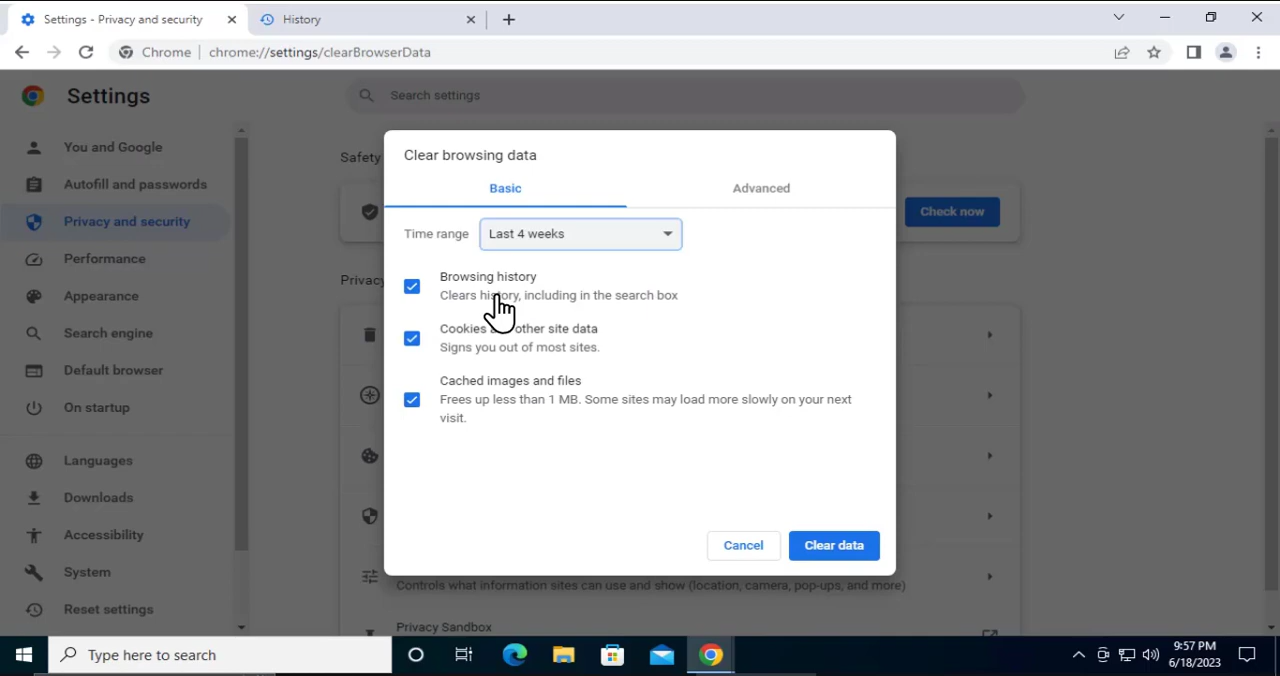 Settings - Privacy and security
History
Chrome
chrome://settings/clearBrowserData
Settings
Search settings
You and Google
Autofill and passwords
Privacy and security
Performance
Appearance
Search engine
Default browser
On startup
Languages
Downloads
Accessibility
System
Reset settings
Safety
Check now
Privacy
Clear browsing data
Basic
Advanced
Time range
Last 4 weeks
Browsing history
Clears history, including in the search box
Cookies other site data
Signs you out of most sites.
Cached images and files
Frees up less than 1 MB. Some sites may load more slowly on your next
visit.
Cancel
Clear data
Controls what information sites can use and show (location, camera, pop-ups, and more)
Privacy Sandbox
Type here to search
9:57 PM
6/18/2023